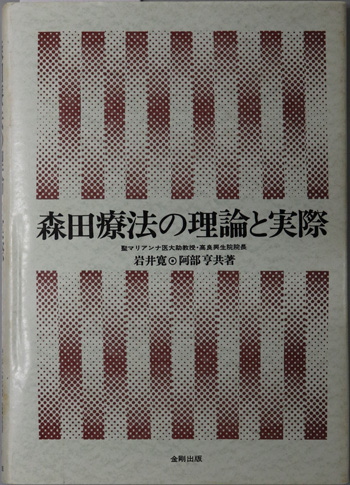 森田療法の理論と実際
聖マリアンナ医大助教授・高良興生院院長
岩井寛◉阿部亨共著
金剛出版